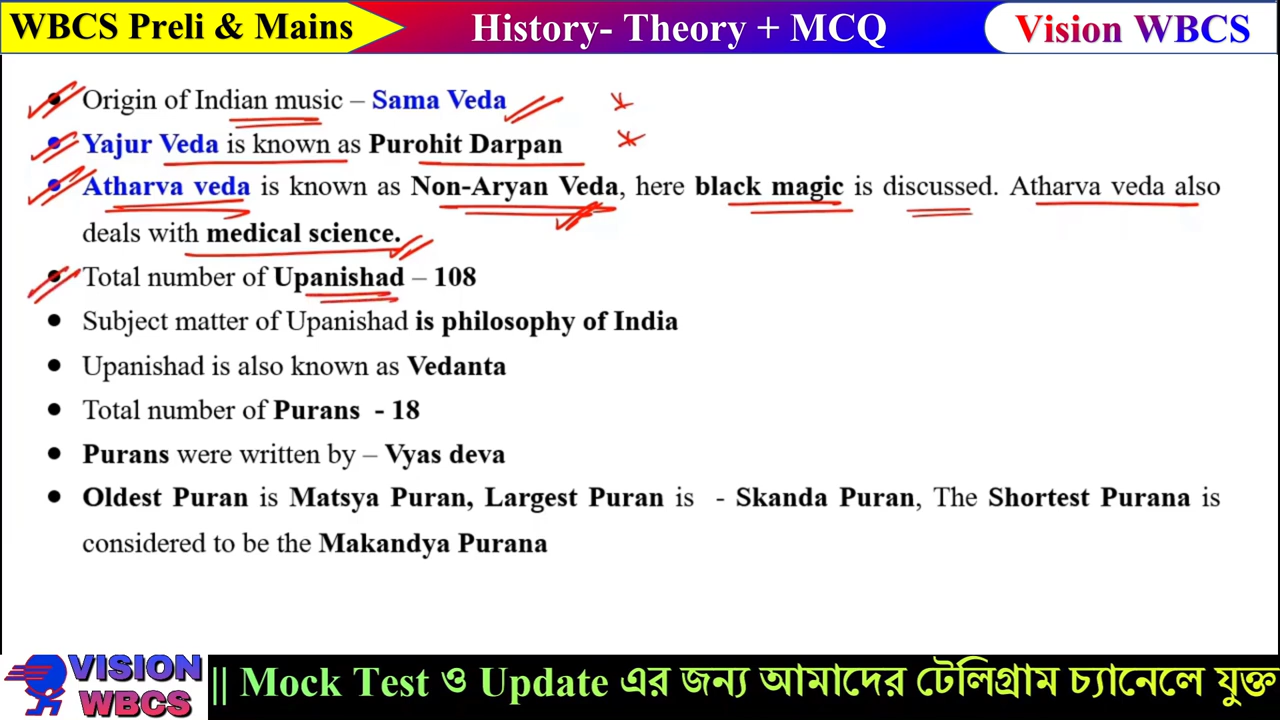 WBCS Preli & Mains
History- Theory + MCQ
Vision WBCS
Origin of Indian music – Sama Veda
Yajur Veda is known as Purohit Darpan
Atharva veda is known as Non-Aryan Veda, here black magic is discussed. Atharva veda also
deals with medical science.
Total number of Upanishad – 108
Subject matter of Upanishad is philosophy of India
Upanishad is also known as Vedanta
Total number of Purans - 18
Purans were written by – Vyas deva
Oldest Puran is Matsya Puran, Largest Puran is - Skanda Puran, The Shortest Purana is
considered to be the Makandya Purana
VISION
WBCS
|| Mock Test ও Update এর জন্য আমাদের টেলিগ্রাম চ্যানেলে যুক্ত